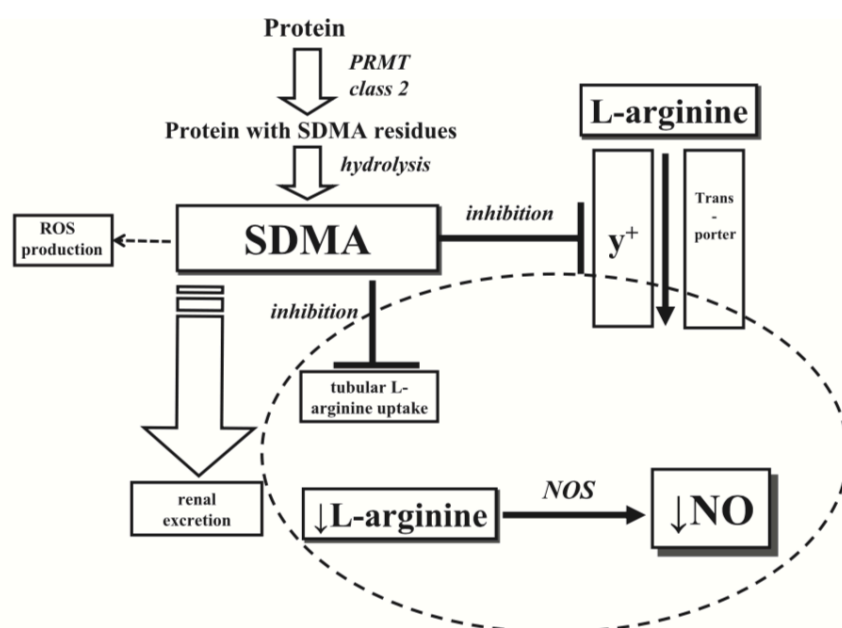 Protein
PRMT
class 2
Protein with SDMA residues
hydrolysis
L-arginine
ROS
production
SDMA
inhibition
y+
Trans
-
porter
inhibition
tubular L-
arginine uptake
renal
excretion
↓L-arginine
NOS
↓NO